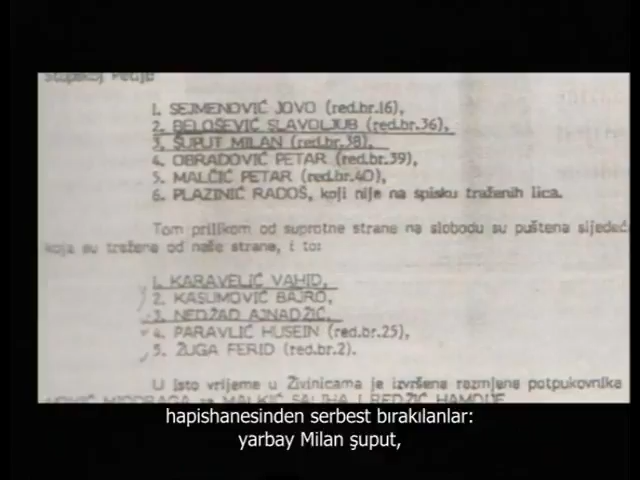 1. SEJMENOVIĆ JOVO (red.br.16),
2. BELOŠEVIĆ SLAVOLJUB (red.br.36),
3. ŠUPUT MILAN (red.br.38),
4. OBRADOVIĆ PETAR (red.br.39),
5. MALČIĆ PETAR (red.br.40),
6. PLAZINIĆ RADOŠ, koji nije na spisku traženih lica.
Tom prilikom od suprotne strane na slobodu su puštena sljedeć
koja su tražena od naše strane, i to:
1. KARAVELIĆ VAHID,
2. KASUMOVIĆ BAJRO,
3. NEDŽAD AJNADŽIĆ,
4. PARAVLIĆ HUSEIN (red.br.25),
5. ŽUGA FERID (red.br.2).
U isto vrijeme u Živinicama je izvršena razmjena potpukovnika
hapishanesinden serbest bırakılanlar:
yarbay Milan şuput,